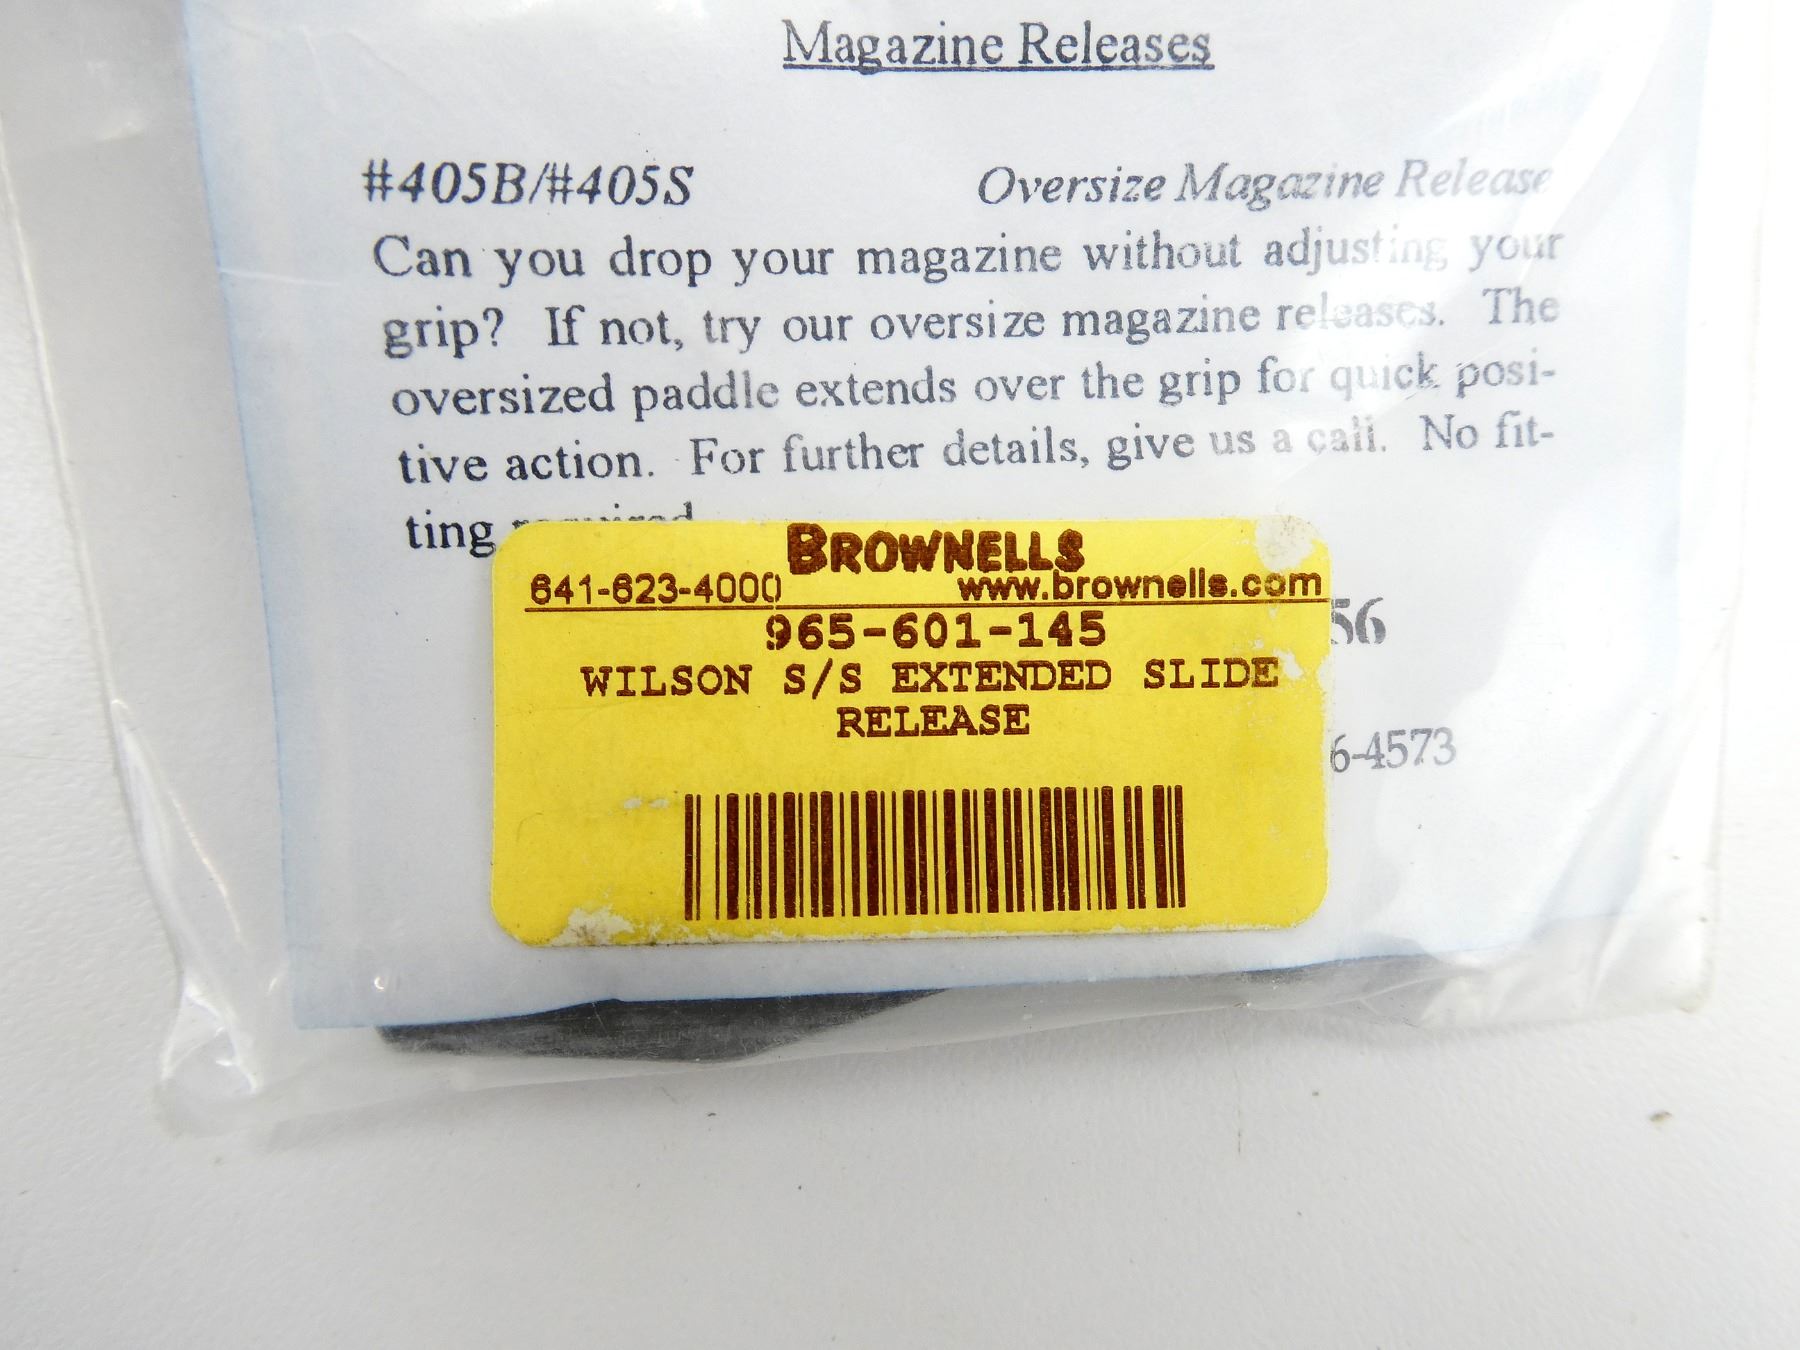 Magazine Releases
#405B/#405S Oversize Magazine Release
Can you drop your magazine without adjusting your
grip? If not, try our oversize magazine releases. The
oversized paddle extends over the grip for quick posi-
tive action. For further details, give us a call. No fit-
ting required
BROWNELLS
641-623-4000 www.brownells.com
965-601-145
56
WILSON S/S EXTENDED SLIDE
RELEASE
6-4573